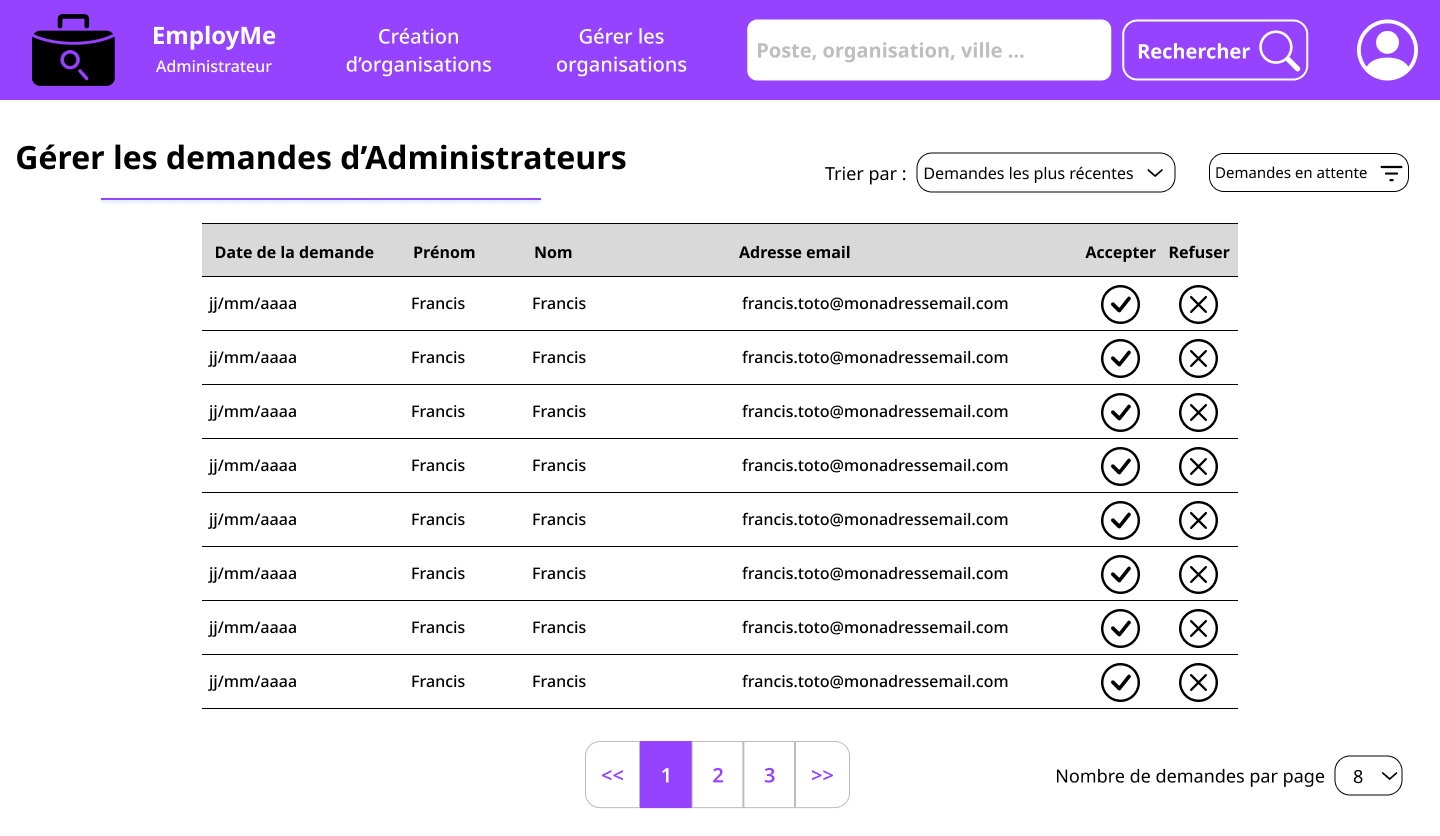 EmployMe
Administrateur
Création
d’organisations
Gérer les
organisations
Poste, organisation, ville ...
Rechercher
Gérer les demandes d’Administrateurs
Trier par :
Demandes les plus récentes
Demandes en attente
Date de la demande Prénom Nom Adresse email Accepter Refuser
jj/mm/aaaa Francis Francis francis.toto@monadressemail.com
jj/mm/aaaa Francis Francis francis.toto@monadressemail.com
jj/mm/aaaa Francis Francis francis.toto@monadressemail.com
jj/mm/aaaa Francis Francis francis.toto@monadressemail.com
jj/mm/aaaa Francis Francis francis.toto@monadressemail.com
jj/mm/aaaa Francis Francis francis.toto@monadressemail.com
jj/mm/aaaa Francis Francis francis.toto@monadressemail.com
jj/mm/aaaa Francis Francis francis.toto@monadressemail.com
<< 1 2 3 >>
Nombre de demandes par page 8